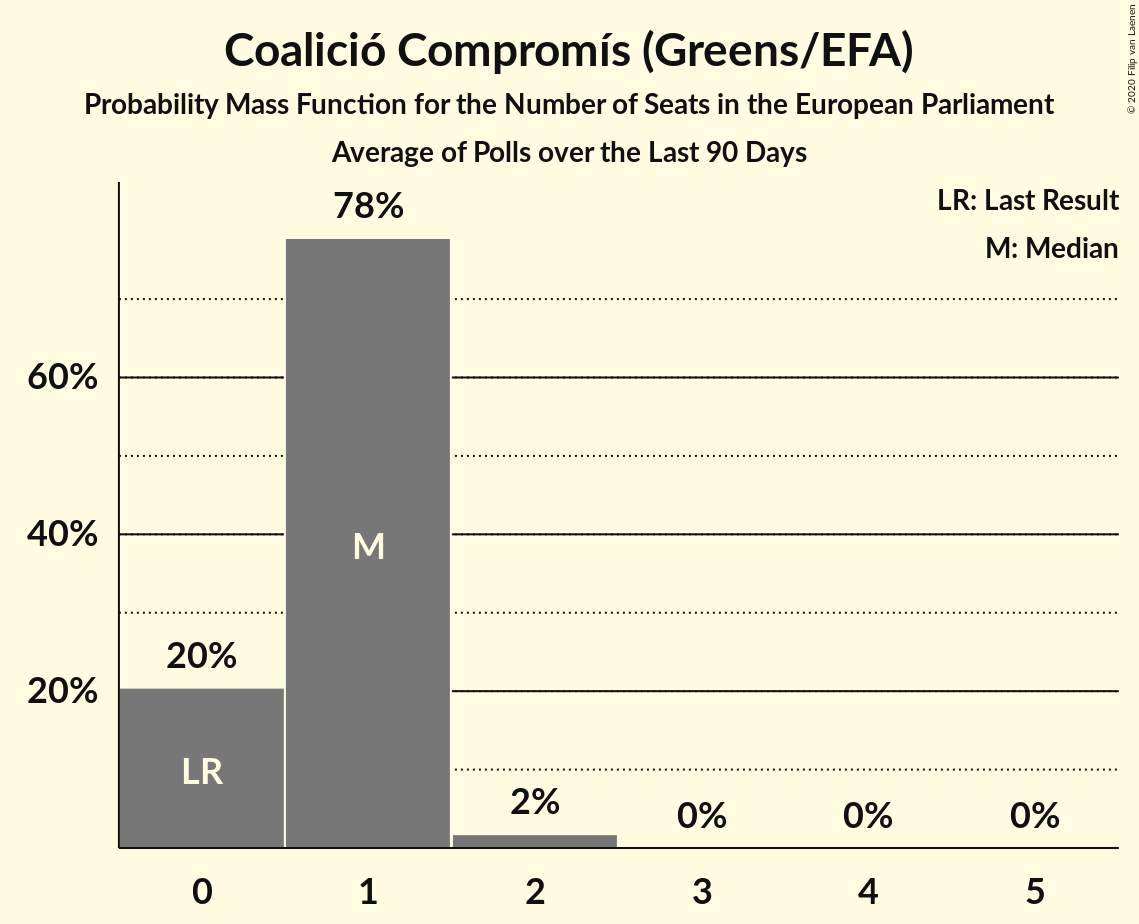 Coalició Compromís (Greens/EFA)
Probability Mass Function for the Number of Seats in the European Parliament
Average of Polls over the Last 90 Days
© 2020 Filip van Laenen
LR: Last Result
M: Median
78%
60%
40%
M
20%
20%
LR
2%
0%
0%
0%
0
1
2
3
4
5